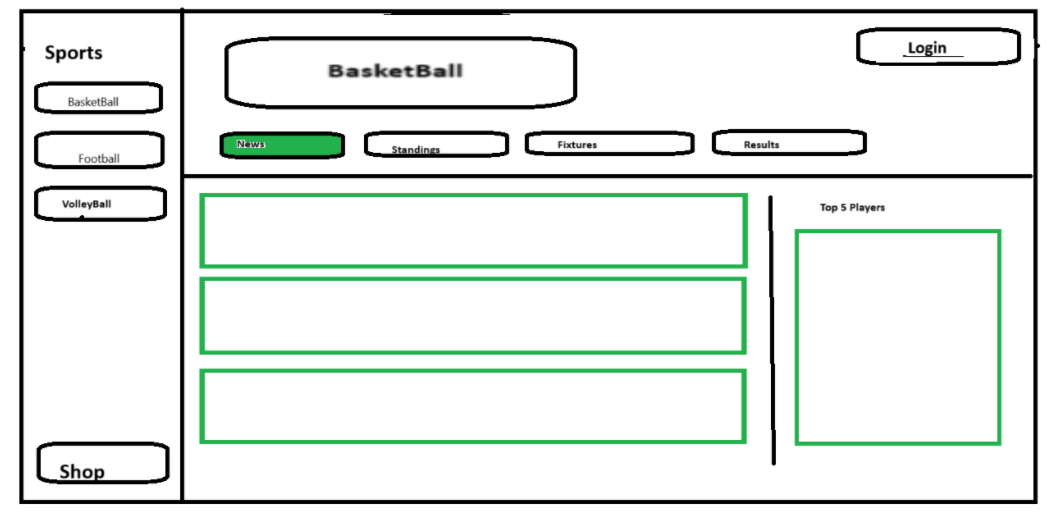 Sports
BasketBall
Football
VolleyBall
Shop
BasketBall
Login
News
Standings
Fixtures
Results
Top 5 Players